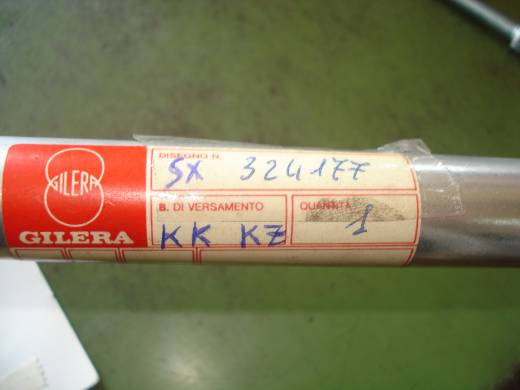 GILERA
GILERA
DISEGNO N.
SX 324177
B. DI VERSAMENTO
QUANTITÀ
KK KZ
1